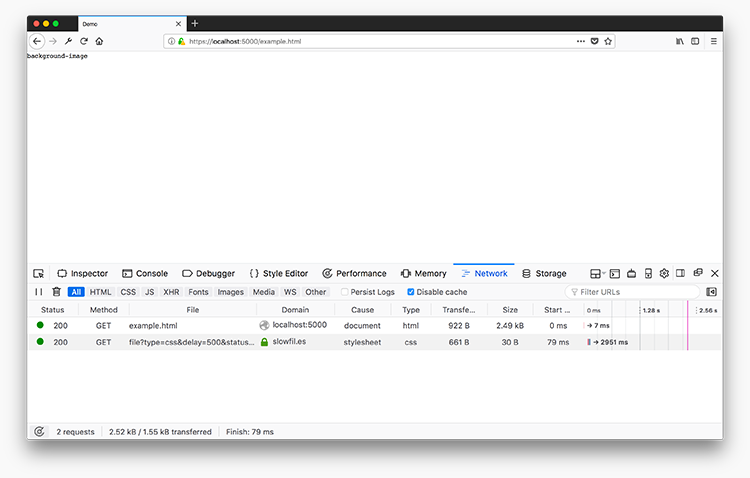 Demo
https://localhost:5000/example.html
background-image
Inspector Console Debugger Style Editor Performance Memory Network Storage
All HTML CSS JS XHR Fonts Images Media WS Other Persist Logs Disable cache Filter URLs
Status Method File Domain Cause Type Transfe... Size Start ... 0 ms 1.28 s 2.56 s
200 GET example.html localhost:5000 document html 922 B 2.49 kB 0 ms → 7 ms
200 GET file?type=css&delay=500&status... slowfil.es stylesheet css 661 B 30 B 79 ms → 2951 ms
2 requests 2.52 kB / 1.55 kB transferred Finish: 79 ms